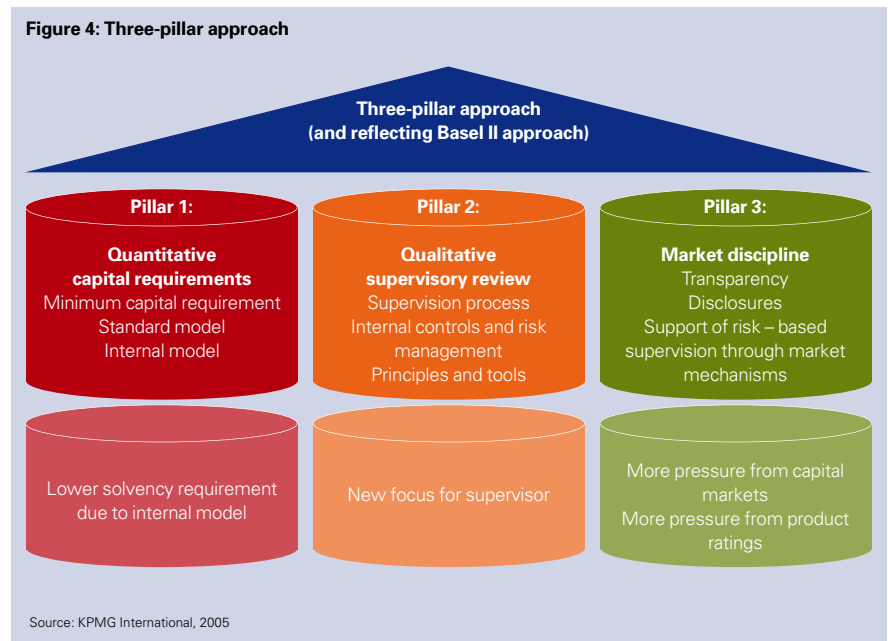 Figure 4: Three-pillar approach
Three-pillar approach
(and reflecting Basel II approach)
Pillar 1:
Quantitative
capital requirements
Minimum capital requirement
Standard model
Internal model
Pillar 2:
Qualitative
supervisory review
Supervision process
Internal controls and risk
management
Principles and tools
Pillar 3:
Market discipline
Transparency
Disclosures
Support of risk – based
supervision through market
mechanisms
Lower solvency requirement
due to internal model
New focus for supervisor
More pressure from capital
markets
More pressure from product
ratings
Source: KPMG International, 2005